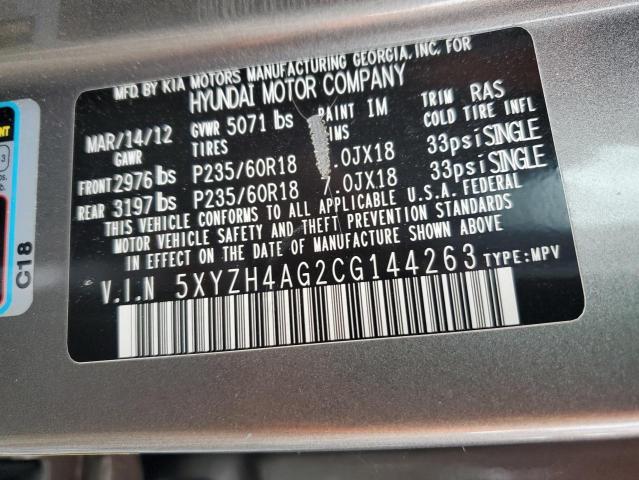 MFD.BY KIA MOTORS MANUFACTURING GEORGIA, INC. FOR
HYUNDAI MOTOR COMPANY
MAR/14/12 GVWR 5071 lbs PAINT IM TRIM RAS
GAWR TIRES COLD TIRE INFL
FRONT 2976 lbs P235/60R18 .0JX18 33psi SINGLE
REAR 3197 lbs P235/60R18 7.0JX18 33psi SINGLE
THIS VEHICLE CONFORMS TO ALL APPLICABLE U.S.A. FEDERAL
MOTOR VEHICLE SAFETY AND THEFT PREVENTION STANDARDS
IN EFFECT ON THE DATE OF MANUFACTURE SHOWN ABOVE
V.I.N 5XYZH4AG2CG144263 TYPE:MPV
C18